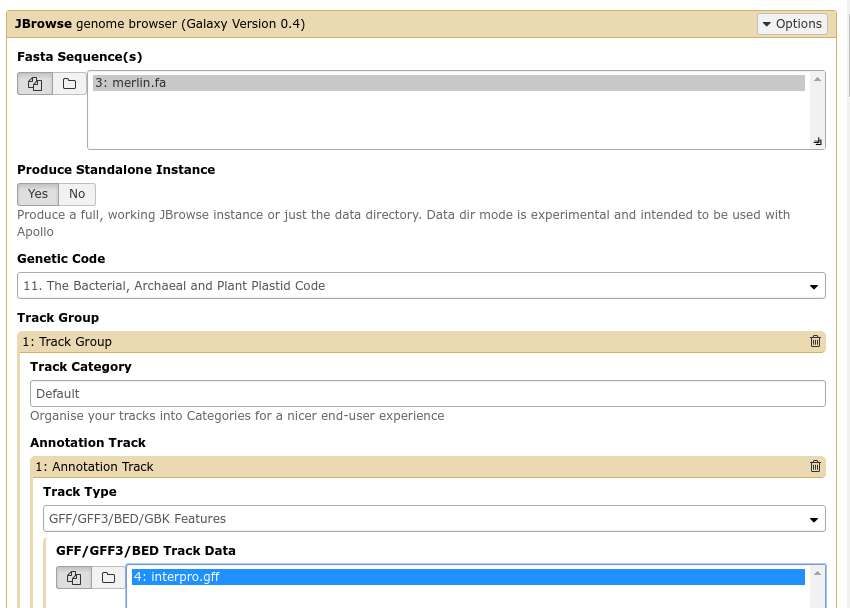 JBrowse genome browser (Galaxy Version 0.4)
Options
Fasta Sequence(s)
3: merlin.fa
Produce Standalone Instance
Yes No
Produce a full, working JBrowse instance or just the data directory. Data dir mode is experimental and intended to be used with
Apollo
Genetic Code
11. The Bacterial, Archaeal and Plant Plastid Code
Track Group
1: Track Group
Track Category
Default
Organise your tracks into Categories for a nicer end-user experience
Annotation Track
1: Annotation Track
Track Type
GFF/GFF3/BED/GBK Features
GFF/GFF3/BED Track Data
4: interpro.gff